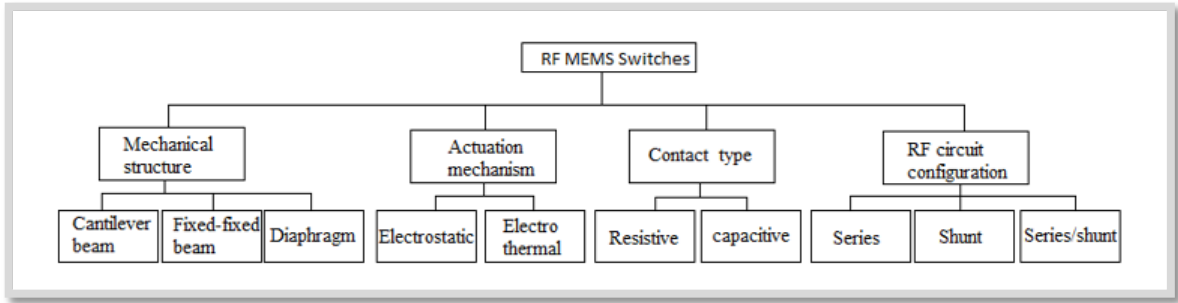 RF MEMS Switches
Mechanical
structure
Actuation
mechanism
Contact type
RF circuit
configuration
Cantilever
beam
Fixed-fixed
beam
Diaphragm
Electrostatic
Electro
thermal
Resistive
capacitive
Series
Shunt
Series/shunt